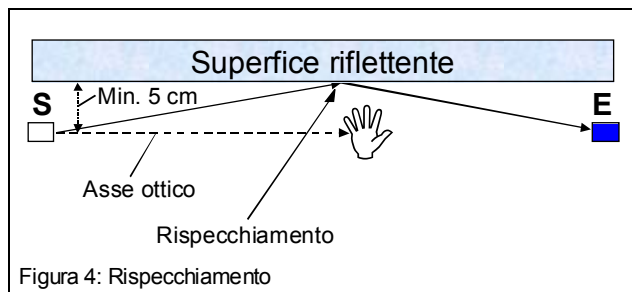 Superfice riflettente
Min. 5 cm
S
E
Asse ottico
Rispecchiamento
Figura 4: Rispecchiamento